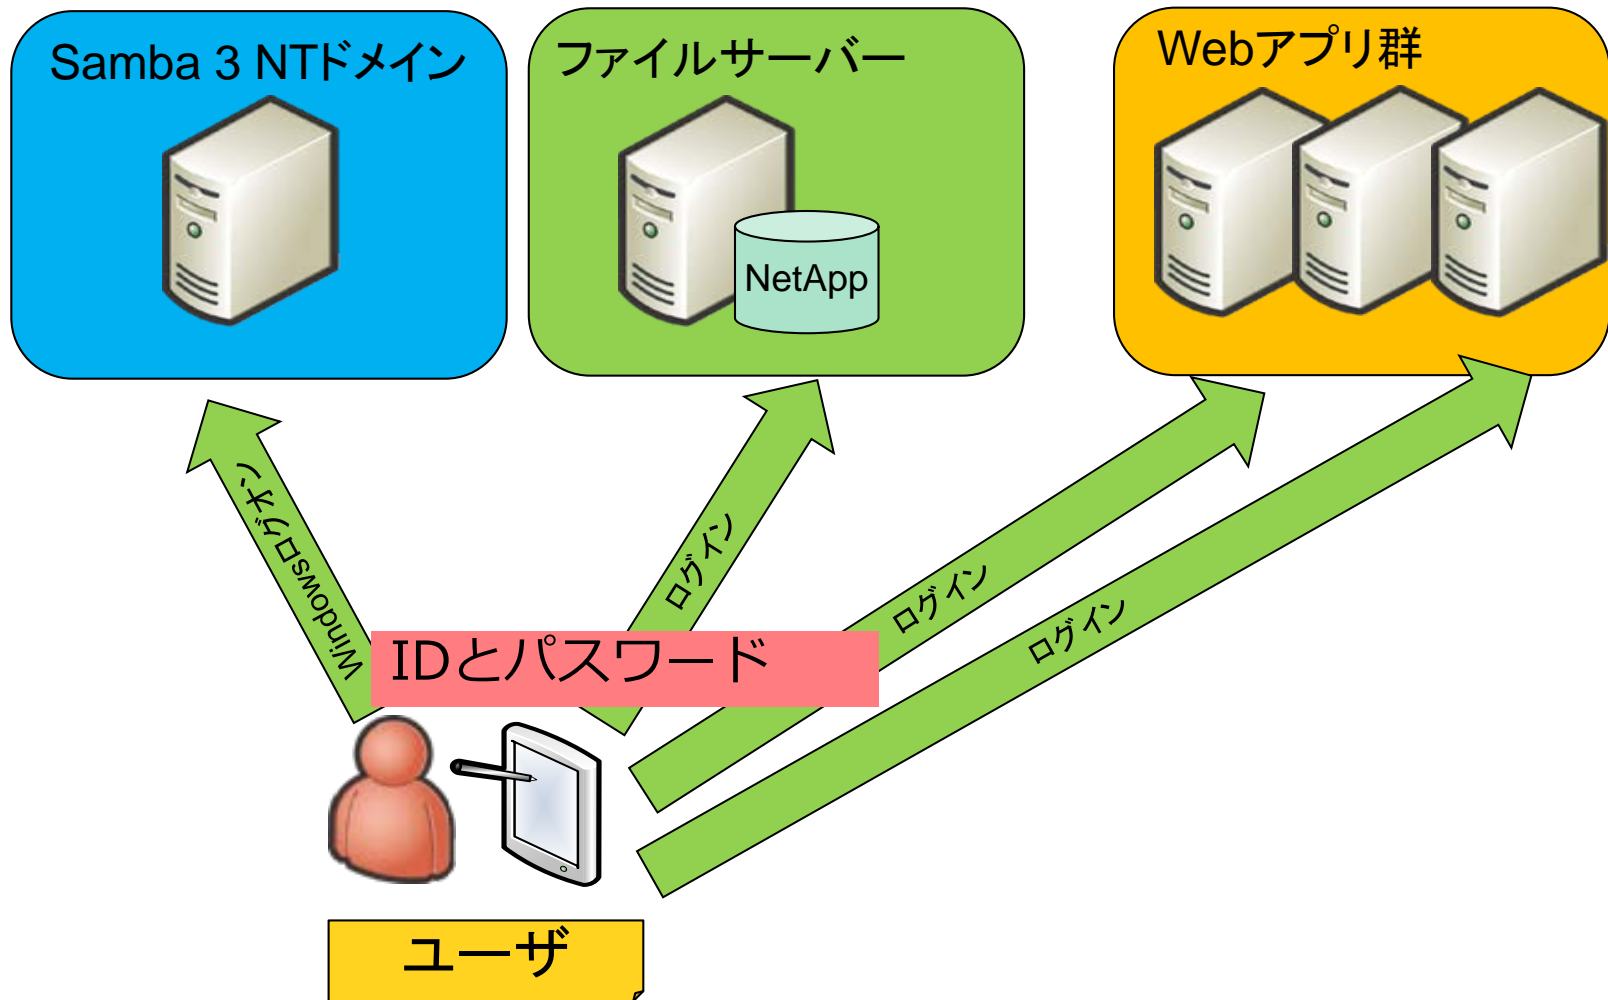 Samba 3 NTドメイン
ファイルサーバー
Webアプリ群
NetApp
Windowsログオン
ログイン
ログイン
ログイン
IDとパスワード
ユーザ